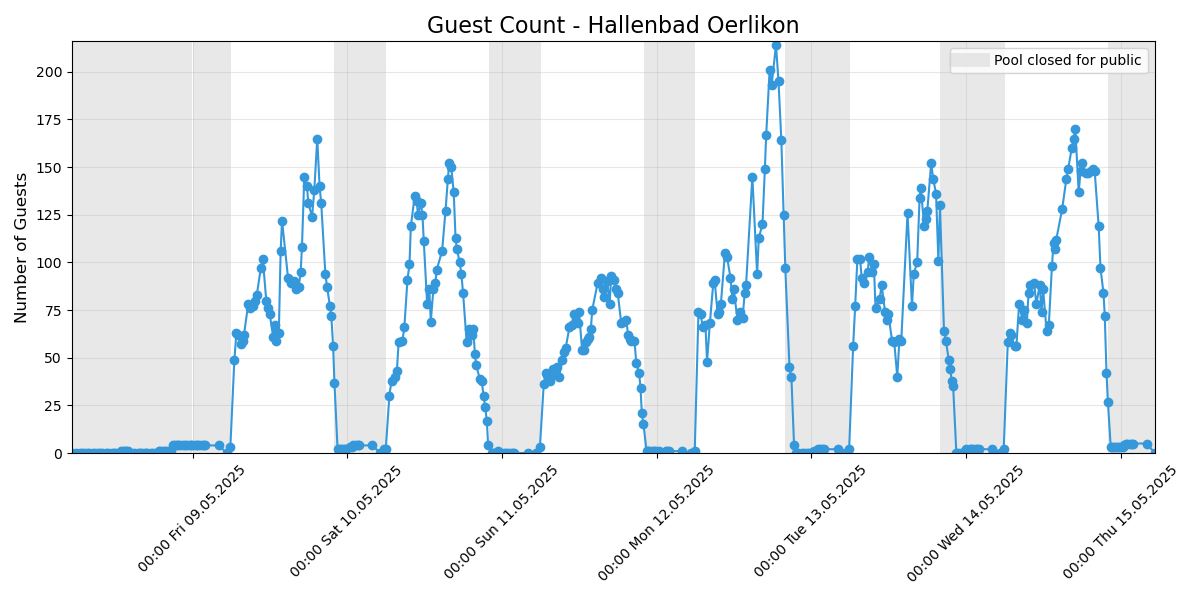 Guest Count - Hallenbad Oerlikon
Pool closed for public
Number of Guests
200
175
150
125
100
75
50
25
0
00:00 Fri 09.05.2025
00:00 Sat 10.05.2025
00:00 Sun 11.05.2025
00:00 Mon 12.05.2025
00:00 Tue 13.05.2025
00:00 Wed 14.05.2025
00:00 Thu 15.05.2025